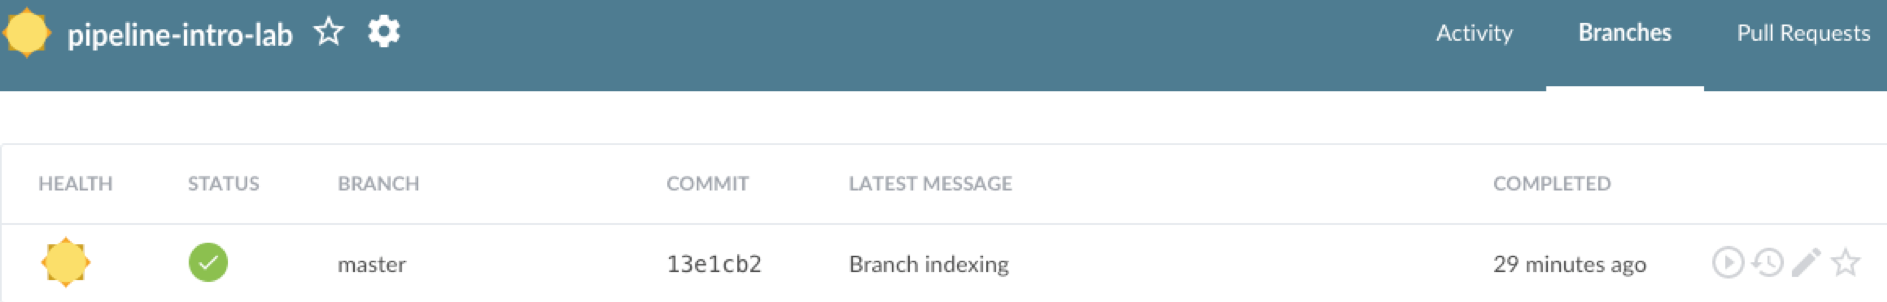 pipeline-intro-lab
Activity Branches Pull Requests
HEALTH STATUS BRANCH COMMIT LATEST MESSAGE COMPLETED
master 13e1cb2 Branch indexing 29 minutes ago